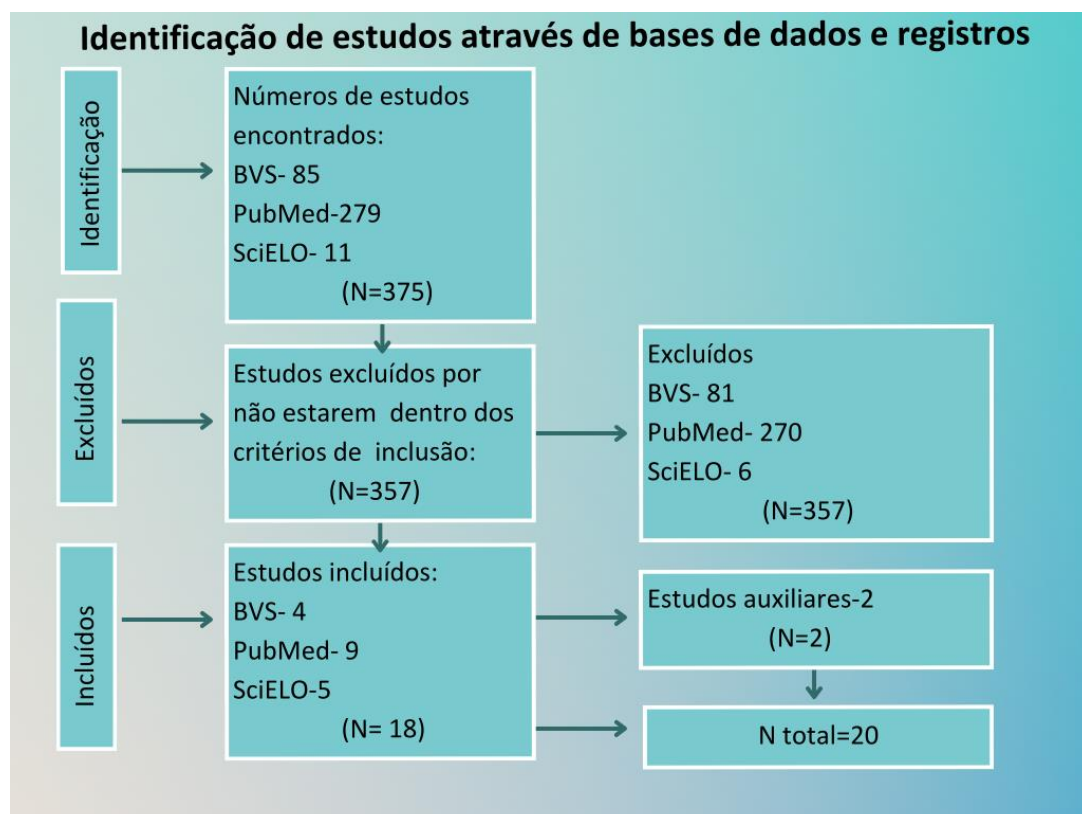 Identificação de estudos através de bases de dados e registros
Identificação
Números de estudos
encontrados:
BVS- 85
PubMed-279
SciELO- 11
(N=375)
Excluídos
Estudos excluídos por
não estarem dentro dos
critérios de inclusão:
(N=357)
Excluídos
BVS- 81
PubMed- 270
SciELO- 6
(N=357)
Incluídos
Estudos incluídos:
BVS- 4
PubMed- 9
SciELO-5
(N= 18)
Estudos auxiliares-2
(N=2)
N total=20